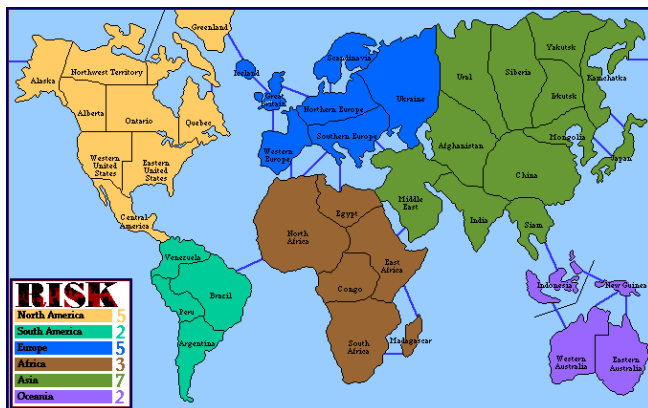 Greenland
Alaska
Northwest Territory
Alberta
Ontario
Quebec
Western
United
States
Eastern
United
States
Central
America
Venezuela
Brazil
Peru
Argentina
Iceland
Scandinavia
Great
Britain
Northern Europe
Ukraine
Western
Europe
Southern Europe
North
Africa
Egypt
East
Africa
Congo
South
Africa
Madagascar
Ural
Siberia
Yakutsk
Kamchatka
Irkutsk
Mongolia
Japan
Afghanistan
China
Middle
East
India
Siam
Indonesia
New Guinea
Western
Australia
Eastern
Australia
RISK
North America 5
South America 2
Europe 5
Africa 3
Asia 7
Oceania 2